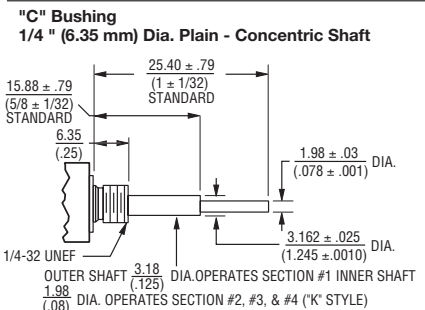 "C" Bushing
1/4 " (6.35 mm) Dia. Plain - Concentric Shaft
25.40 ± .79
(1 ± 1/32)
STANDARD
15.88 ± .79
(5/8 ± 1/32)
STANDARD
6.35
(.25)
1.98 ± .03
(.078 ± .001)
DIA.
3.162 ± .025
(1.245 ±.0010)
DIA.
1/4-32 UNEF
OUTER SHAFT 3.18 (.125) DIA.OPERATES SECTION #1 INNER SHAFT
1.98 (.08) DIA. OPERATES SECTION #2, #3, & #4 ("K" STYLE)